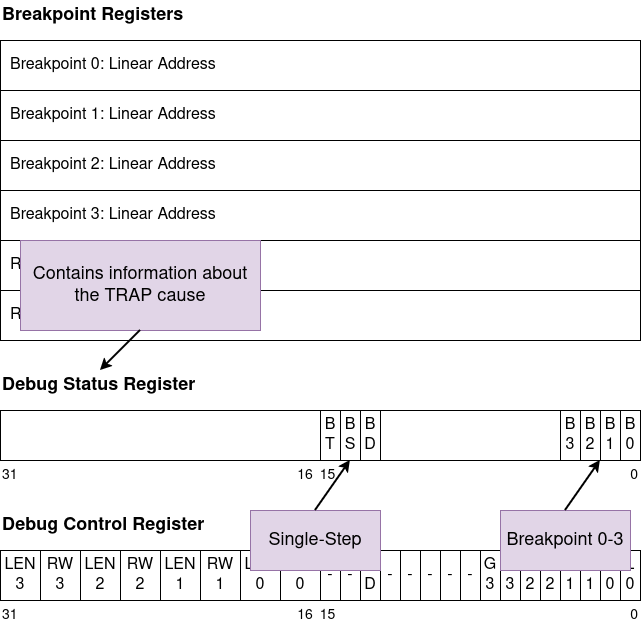 Breakpoint Registers
Breakpoint 0: Linear Address
Breakpoint 1: Linear Address
Breakpoint 2: Linear Address
Breakpoint 3: Linear Address
Contains information about
the TRAP cause
Debug Status Register
B B B B B B B
T S D 3 2 1 0
31 16 15 0
Debug Control Register
Single-Step
Breakpoint 0-3
LEN RW LEN RW LEN RW G
3 3 2 2 1 1 0 0 - - D - - - - - 3 3 2 2 1 1 0 0
31 16 15 0